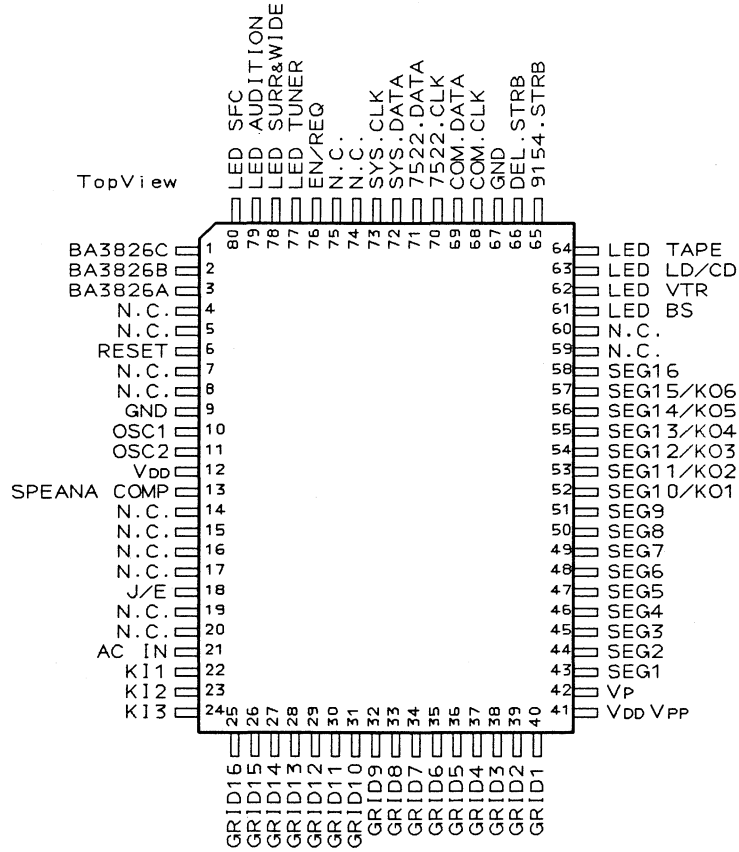 LED SFC
LED AUDITION
LED SURR&WIDE
LED TUNER
EN/REQ
N.C.
N.C.
SYS.CLK
SYS.DATA
7522.DATA
7522.CLK
COM.DATA
COM.CLK
GND
DEL.STRB
9154.STRB
TopView
80 79 78 77 76 75 74 73 72 71 70 69 68 67 66 65
BA3826C 1
BA3826B 2
BA3826A 3
N.C. 4
N.C. 5
RESET 6
N.C. 7
N.C. 8
GND 9
OSC1 10
OSC2 11
VDD 12
SPEANA COMP 13
N.C. 14
N.C. 15
N.C. 16
N.C. 17
J/E 18
N.C. 19
N.C. 20
AC IN 21
KI1 22
KI2 23
KI3 24
64 LED TAPE
63 LED LD/CD
62 LED VTR
61 LED BS
60 N.C.
59 N.C.
58 SEG16
57 SEG15/KO6
56 SEG14/KO5
55 SEG13/KO4
54 SEG12/KO3
53 SEG11/KO2
52 SEG10/KO1
51 SEG9
50 SEG8
49 SEG7
48 SEG6
47 SEG5
46 SEG4
45 SEG3
44 SEG2
43 SEG1
42 VP
41 VDD VPP
25 26 27 28 29 30 31 32 33 34 35 36 37 38 39 40
GRID16
GRID15
GRID14
GRID13
GRID12
GRID11
GRID10
GRID9
GRID8
GRID7
GRID6
GRID5
GRID4
GRID3
GRID2
GRID1